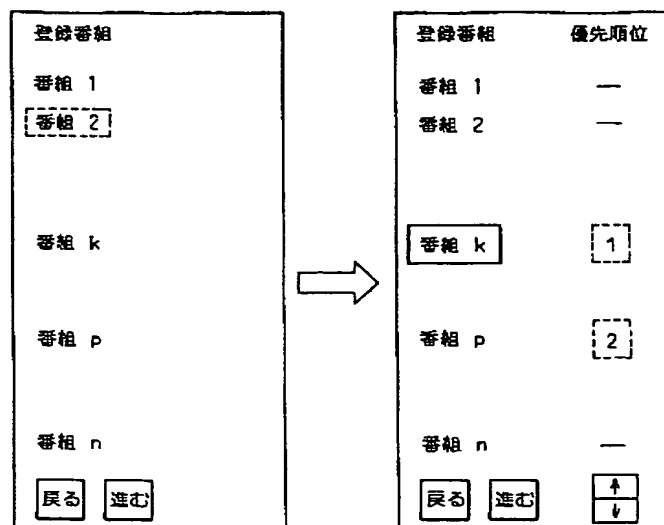 登録番組
番組 1
番組 2
番組 k
番組 p
番組 n
戻る 進む
登録番組 優先順位
番組 1 —
番組 2 —
番組 k 1
番組 p 2
番組 n —
戻る 進む ↑
↓